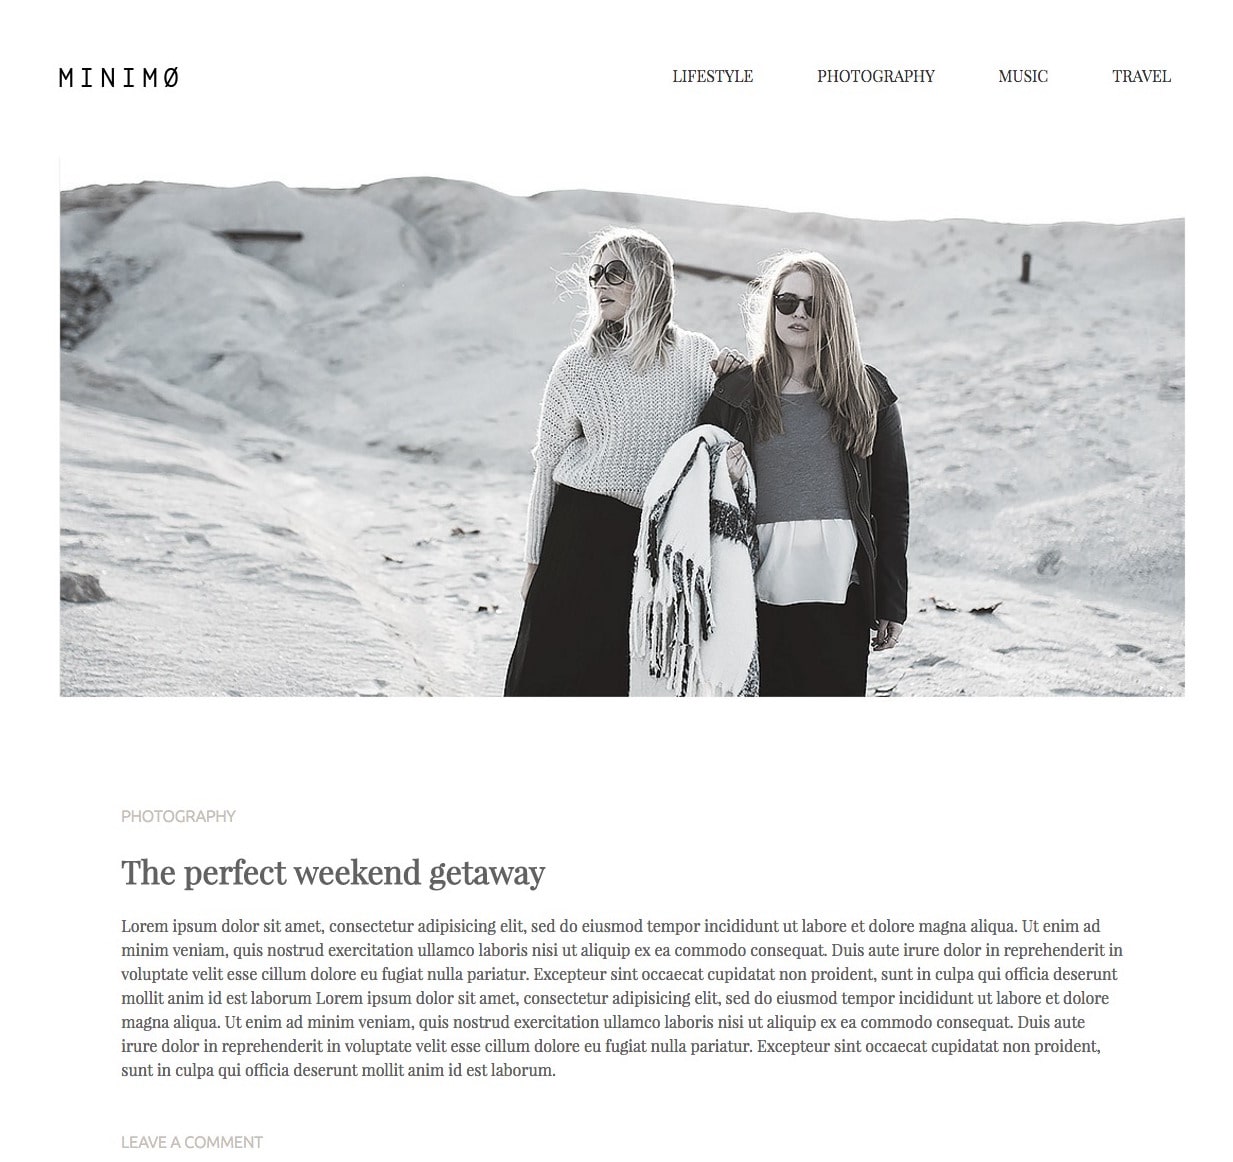 MINIMØ
LIFESTYLE PHOTOGRAPHY MUSIC TRAVEL
PHOTOGRAPHY
The perfect weekend getaway
Lorem ipsum dolor sit amet, consectetur adipisicing elit, sed do eiusmod tempor incididunt ut labore et dolore magna aliqua. Ut enim ad
minim veniam, quis nostrud exercitation ullamco laboris nisi ut aliquip ex ea commodo consequat. Duis aute irure dolor in reprehenderit in
voluptate velit esse cillum dolore eu fugiat nulla pariatur. Excepteur sint occaecat cupidatat non proident, sunt in culpa qui officia deserunt
mollit anim id est laborum Lorem ipsum dolor sit amet, consectetur adipisicing elit, sed do eiusmod tempor incididunt ut labore et dolore
magna aliqua. Ut enim ad minim veniam, quis nostrud exercitation ullamco laboris nisi ut aliquip ex ea commodo consequat. Duis aute
irure dolor in reprehenderit in voluptate velit esse cillum dolore eu fugiat nulla pariatur. Excepteur sint occaecat cupidatat non proident,
sunt in culpa qui officia deserunt mollit anim id est laborum.
LEAVE A COMMENT